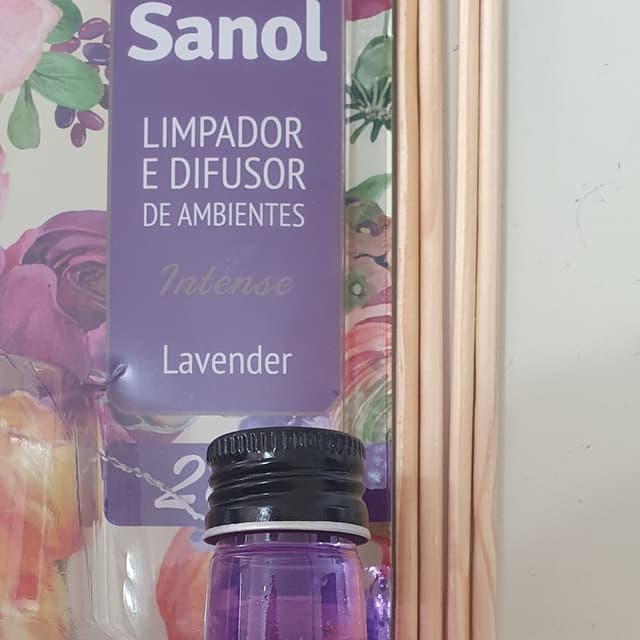 Sanol
LIMPADOR
E DIFUSOR
DE AMBIENTES
Intense
Lavender